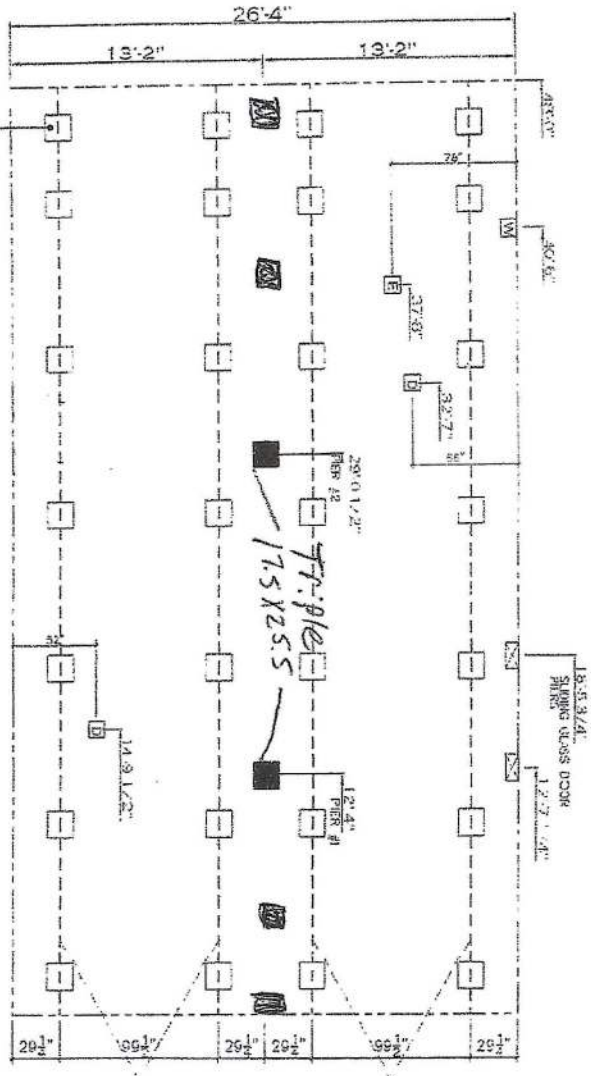 26'-4"
13'-2"
13'-2"
76"
W
40'6"
E
37'-8"
D
32'7"
29'-0 1/2"
PIER #2
Triple
17.5 X 25.5
SLIDING GLASS DOOR
PIERS
52"
D
14'-9 1/2"
12'-4"
PIER #1
29½"
99½"
29½"
29½"
99½"
29½"